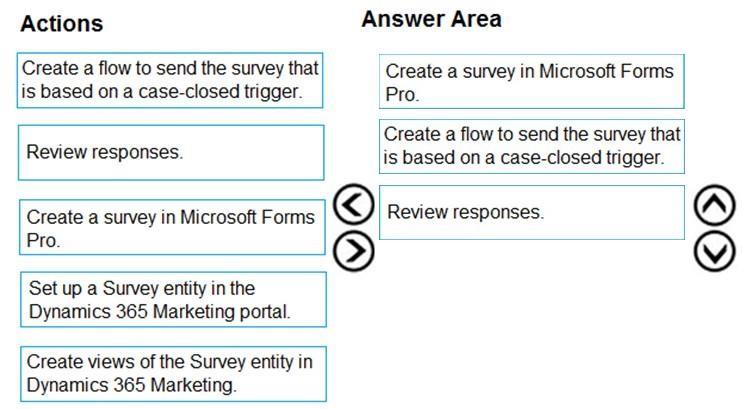 Actions
Create a flow to send the survey that
is based on a case-closed trigger.
Review responses.
Create a survey in Microsoft Forms
Pro.
Set up a Survey entity in the
Dynamics 365 Marketing portal.
Create views of the Survey entity in
Dynamics 365 Marketing.
Answer Area
Create a survey in Microsoft Forms
Pro.
Create a flow to send the survey that
is based on a case-closed trigger.
Review responses.